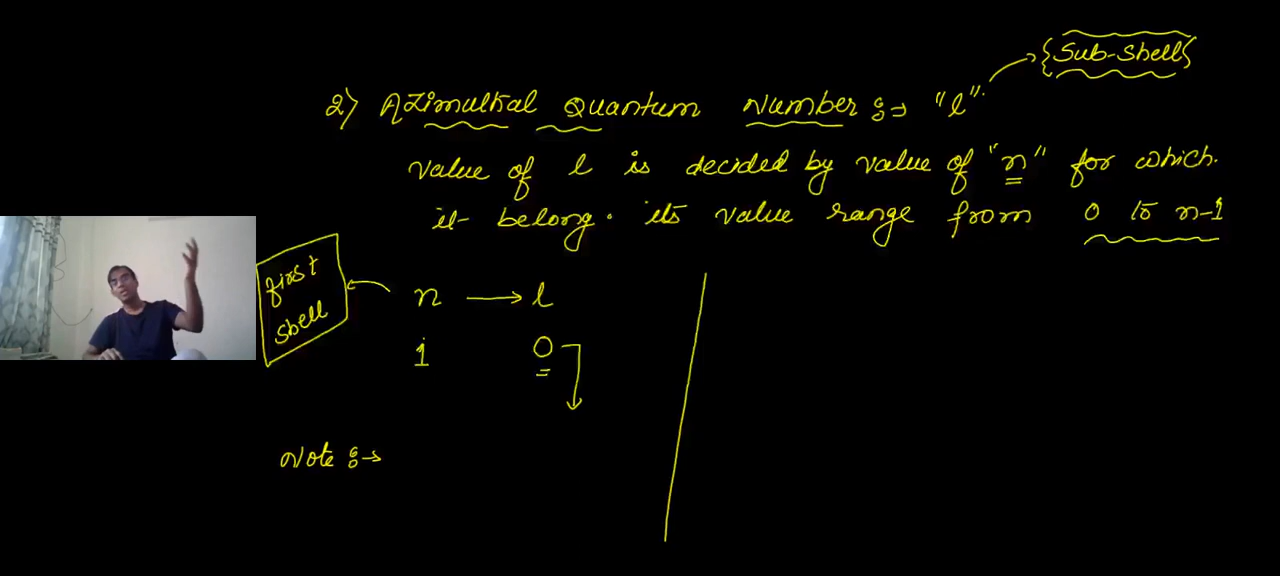 {Sub-Shell}
2) Azimuthal Quantum Number :→ "l"
value of l is decided by value of "n" for which
it belong. its value range from 0 to n-1
first
shell
n → l
1 0
Note :→